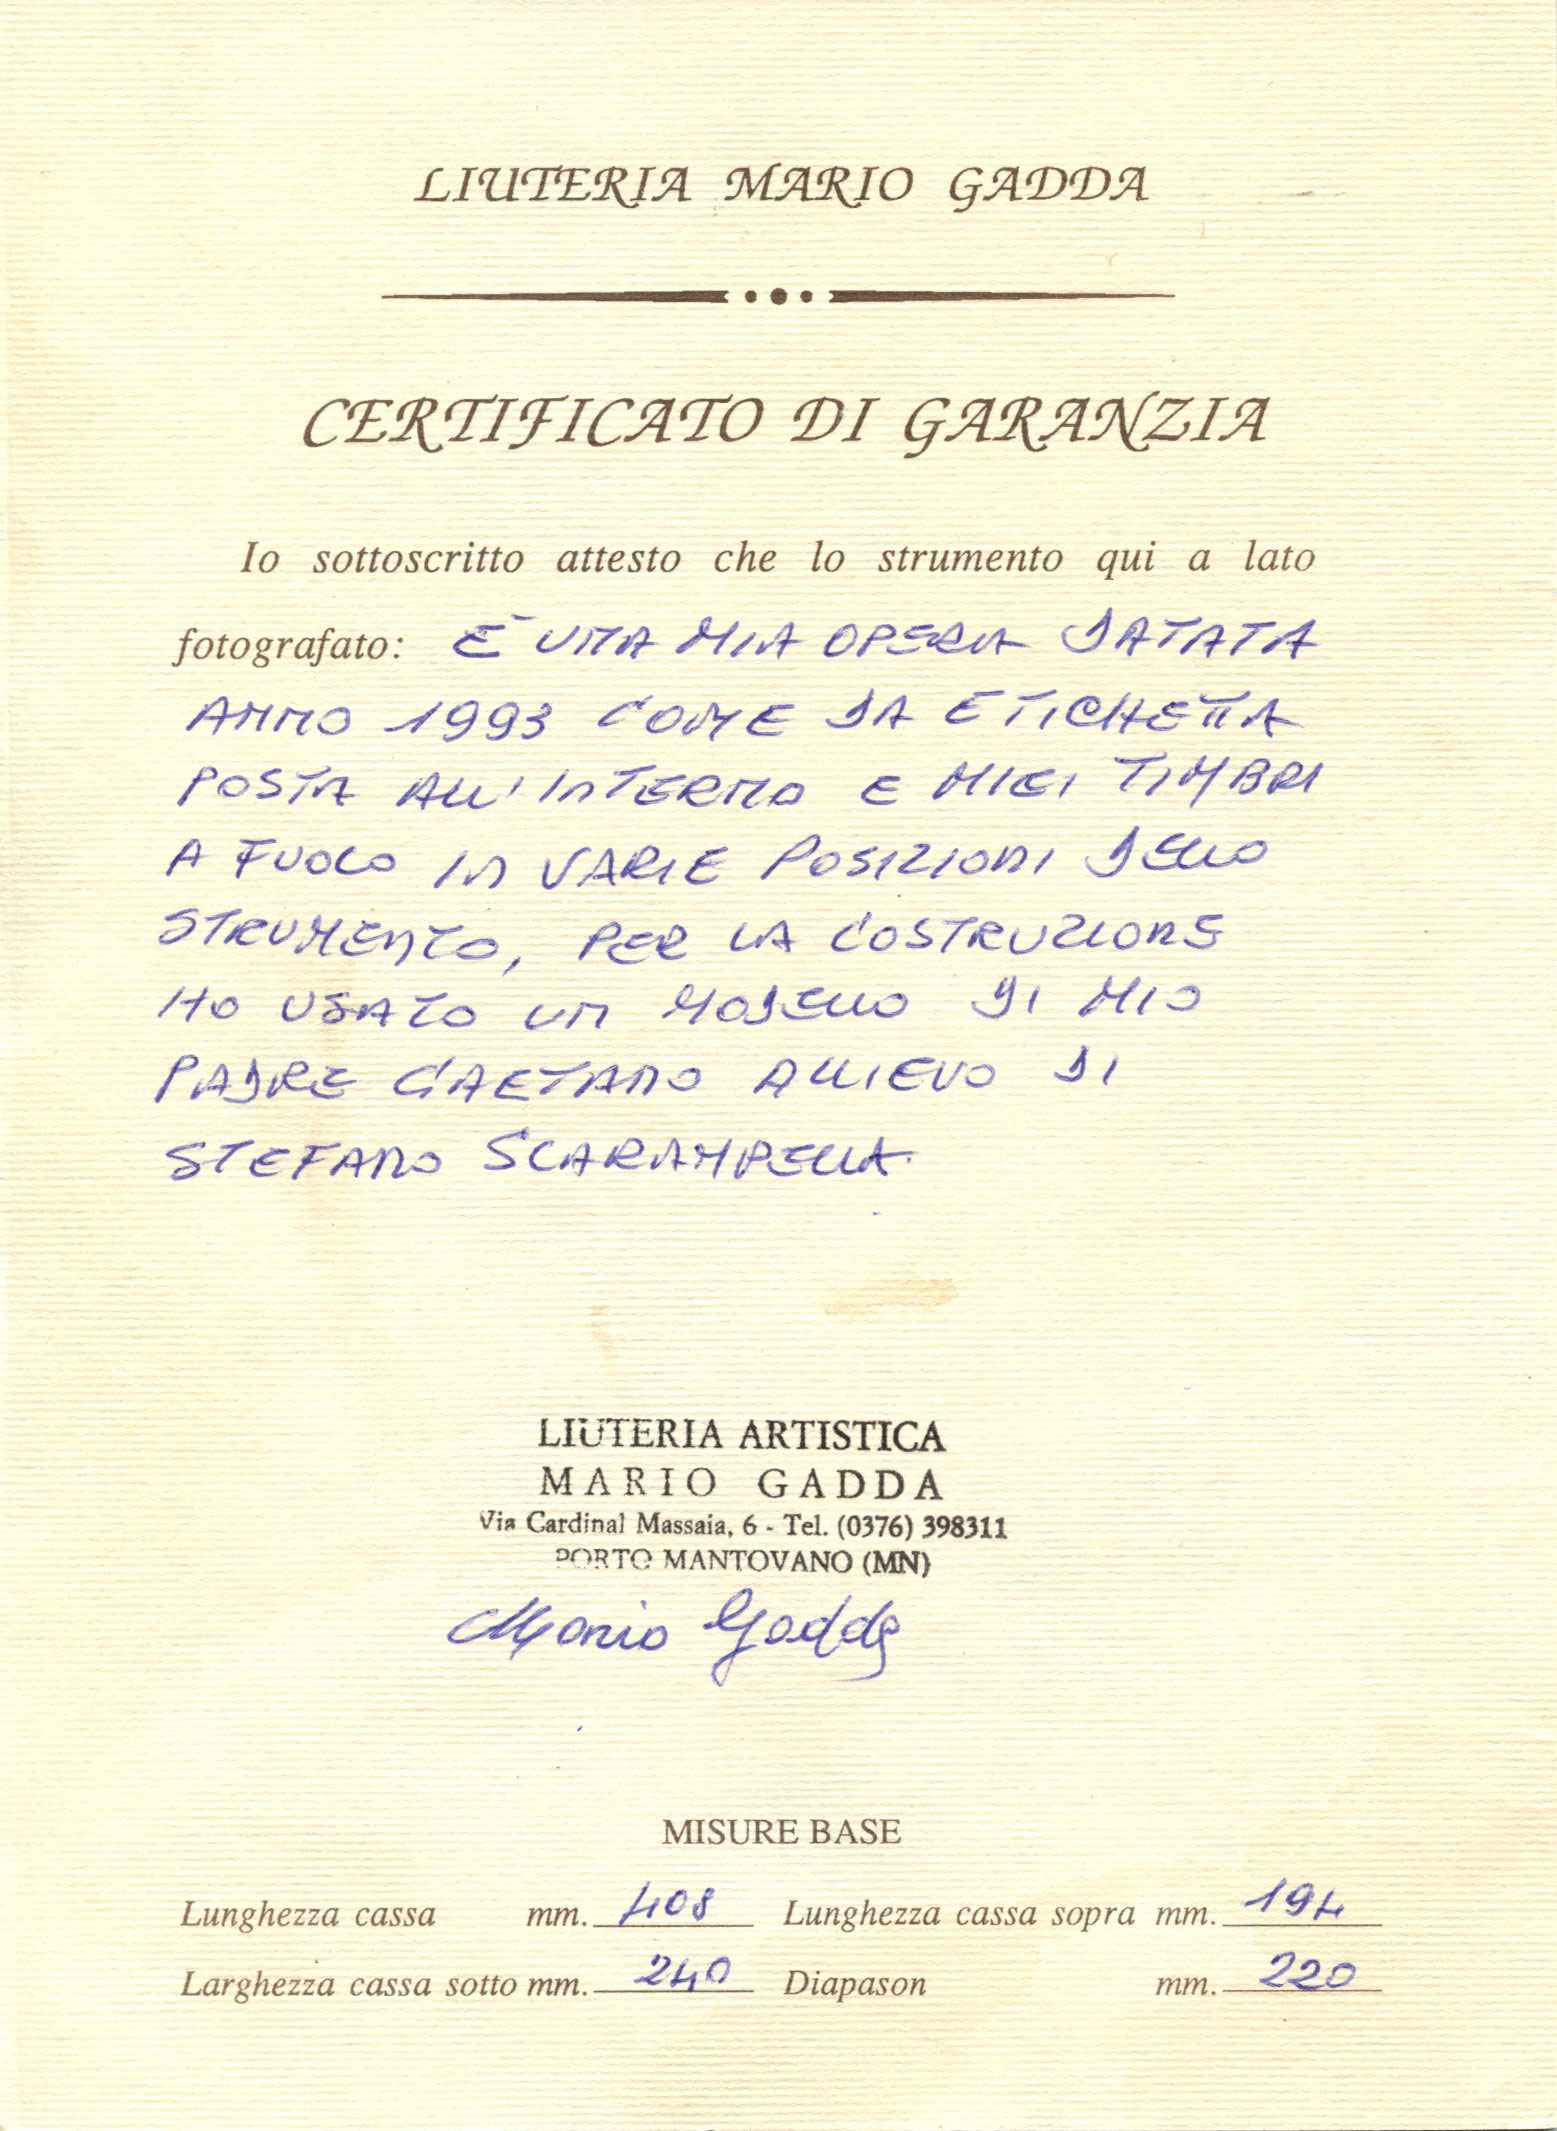 LIUTERIA MARIO GADDA
CERTIFICATO DI GARANZIA
Io sottoscritto attesto che lo strumento qui a lato
fotografato: E' UNA MIA OPERA DATATA
ANNO 1993 COME DA ETICHETTA
POSTA ALL'INTERNO E MIEI TIMBRI
A FUOCO IN VARIE POSIZIONI DELLO
STRUMENTO, PER LA COSTRUZIONE
HO USATO UN MODELLO DI MIO
PADRE GAETANO ALLIEVO DI
STEFANO SCARAMPELLA.
LIUTERIA ARTISTICA
MARIO GADDA
Via Cardinal Massaia, 6 - Tel. (0376) 398311
PORTO MANTOVANO (MN)
Mario Gadda
MISURE BASE
Lunghezza cassa mm. 408 Lunghezza cassa sopra mm. 194
Larghezza cassa sotto mm. 240 Diapason mm. 220